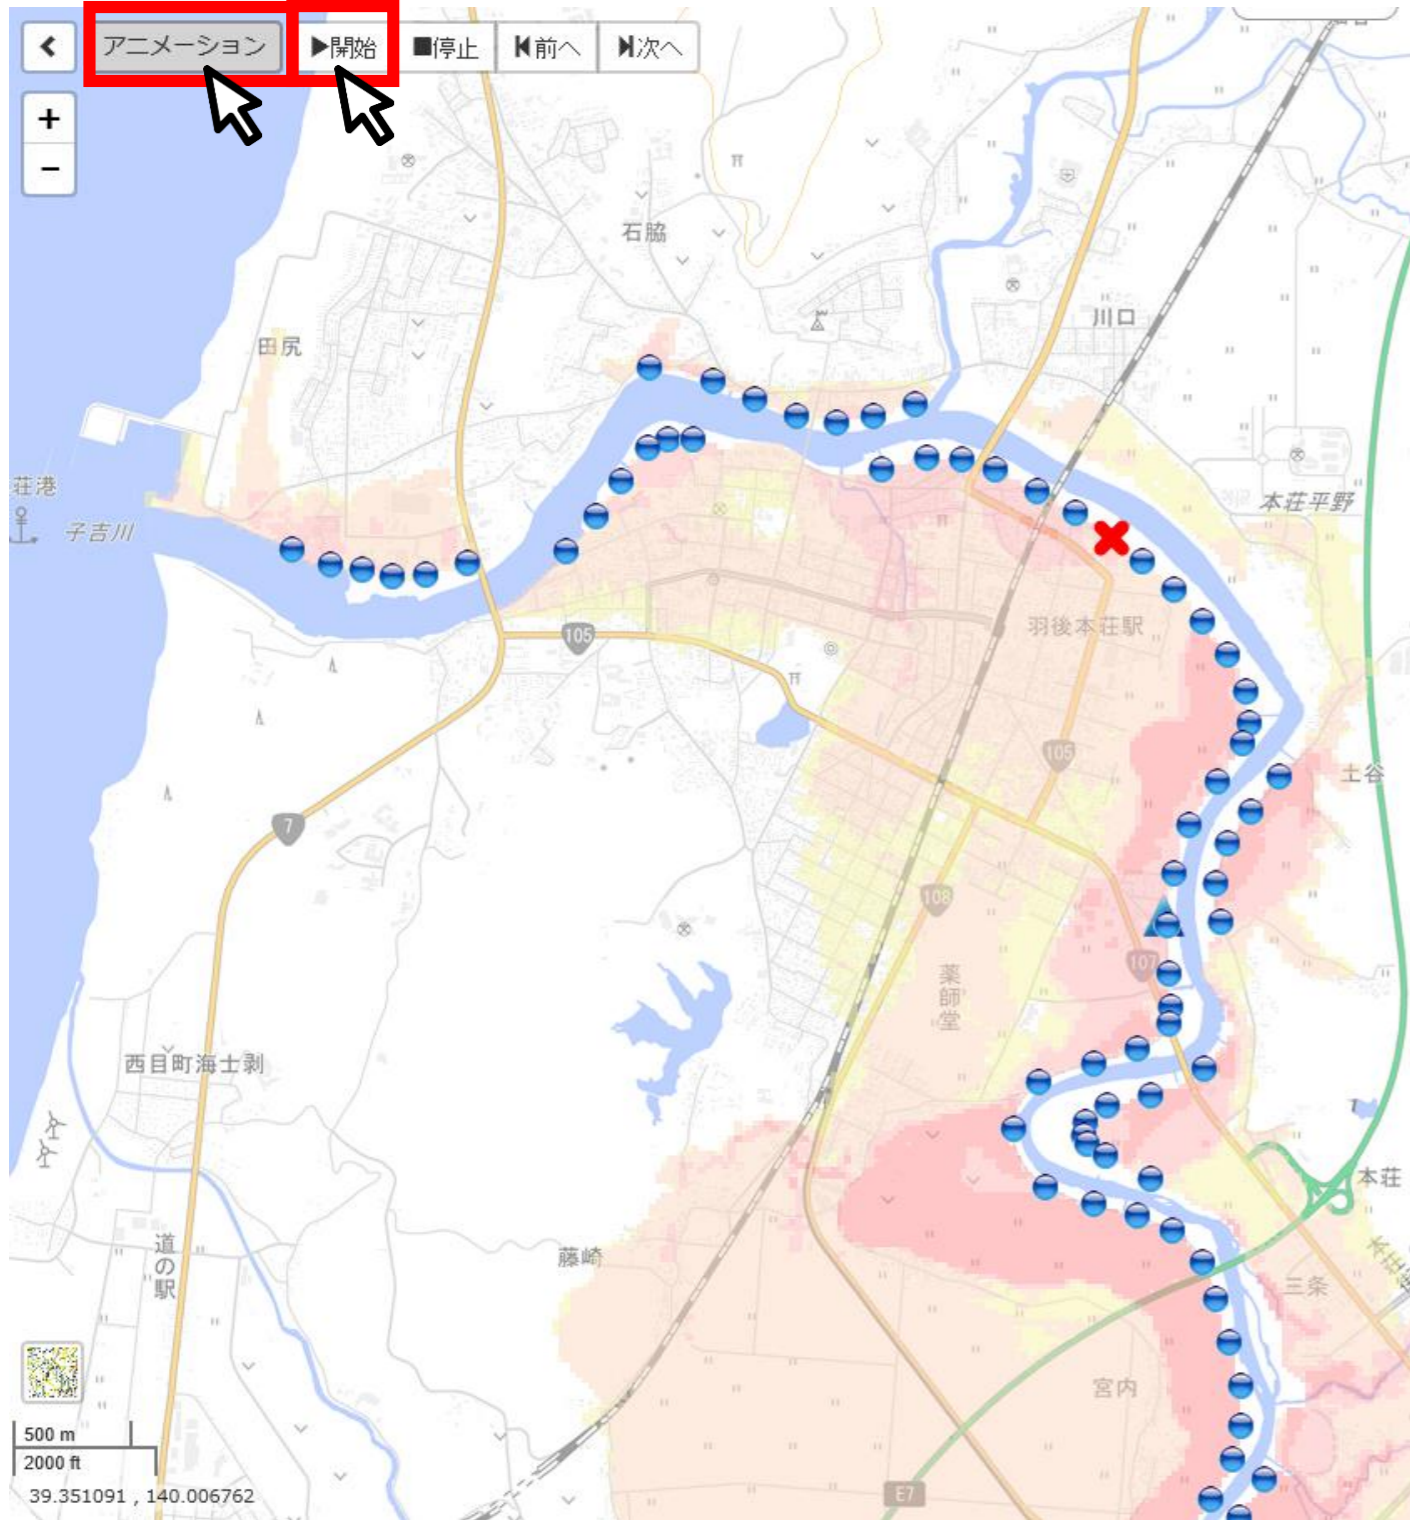 アニメーション
▶開始
■停止
前へ
次へ
+
−
石脇
川口
田尻
荘港
子吉川
本荘平野
羽後本荘駅
105
105
土谷
7
108
107
薬師堂
西目町海士剥
本荘
道の駅
藤崎
三条
宮内
E7
500 m
2000 ft
39.351091 , 140.006762